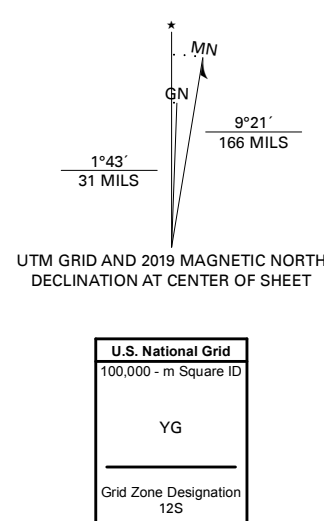 ★
MN
GN
9°21´
166 MILS
1°43´
31 MILS
UTM GRID AND 2019 MAGNETIC NORTH
DECLINATION AT CENTER OF SHEET
U.S. National Grid
100,000 - m Square ID
YG
Grid Zone Designation
12S